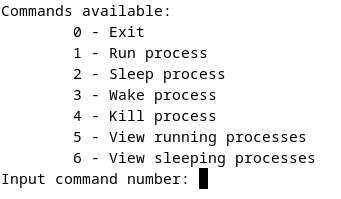 Commands available:
0 - Exit
1 - Run process
2 - Sleep process
3 - Wake process
4 - Kill process
5 - View running processes
6 - View sleeping processes
Input command number: